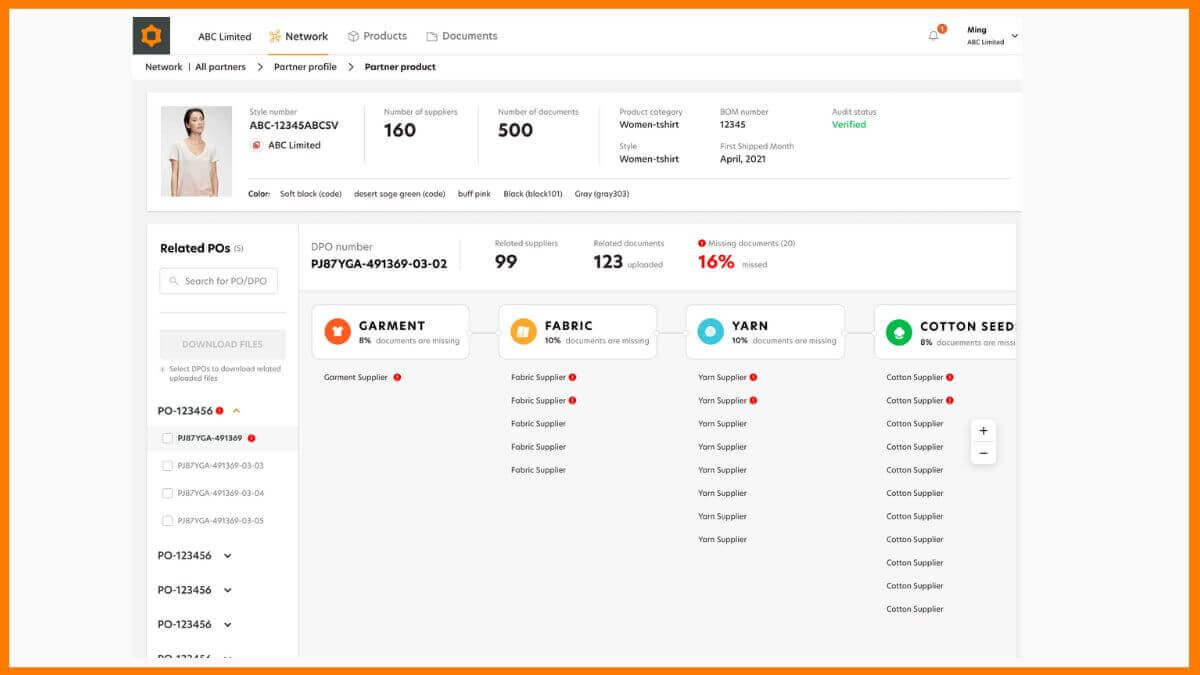 ABC Limited
Network
Products
Documents
1
Ming
ABC Limited
Network | All partners > Partner profile > Partner product
Style number
ABC-12345ABCSV
ABC Limited
Number of suppliers
160
Number of documents
500
Product category
Women-tshirt
BOM number
12345
Audit status
Verified
Style
Women-tshirt
First Shipped Month
April, 2021
Color: Soft black (code) desert soge green (code) buff pink Black (block101) Gray (gray303)
Related POs (5)
Search for PO/DPO
DOWNLOAD FILES
Select DPOs to download related
uploaded files
PO-123456
PJ87YGA-491369
PJ87YGA-491369-03-03
PJ87YGA-491369-03-04
PJ87YGA-491369-03-05
PO-123456
PO-123456
PO-123456
PO-123456
DPO number
PJ87YGA-491369-03-02
Related suppliers
99
Related documents
123 uploaded
Missing documents (20)
16% missed
GARMENT
8% documents are missing
Garment Supplier
FABRIC
10% documents are missing
Fabric Supplier
Fabric Supplier
Fabric Supplier
Fabric Supplier
Fabric Supplier
YARN
10% documents are missing
Yarn Supplier
Yarn Supplier
Yarn Supplier
Yarn Supplier
Yarn Supplier
Yarn Supplier
Yarn Supplier
Yarn Supplier
COTTON SEED
8% documents are missi
Cotton Supplier
Cotton Supplier
Cotton Supplier
Cotton Supplier
Cotton Supplier
Cotton Supplier
Cotton Supplier
Cotton Supplier
Cotton Supplier
Cotton Supplier
Cotton Supplier
+
−